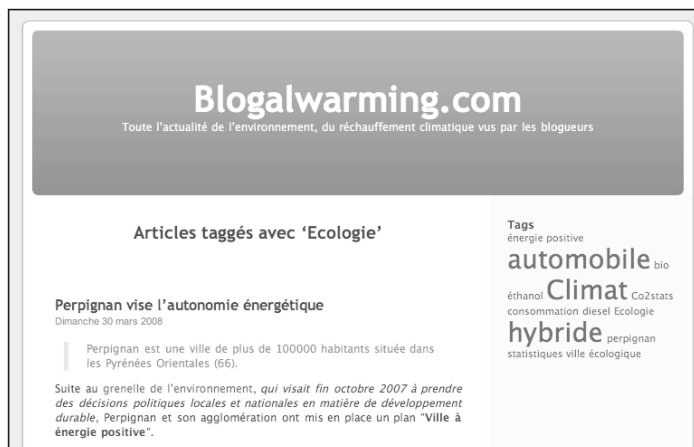 Blogalwarming.com
Toute l'actualité de l'environnement, du réchauffement climatique vus par les blogueurs
Articles taggés avec ‘Ecologie’
Perpignan vise l'autonomie énergétique
Dimanche 30 mars 2008
Perpignan est une ville de plus de 100000 habitants située dans
les Pyrénées Orientales (66).
Suite au grenelle de l'environnement, qui visait fin octobre 2007 à prendre
des décisions politiques locales et nationales en matière de développement
durable, Perpignan et son agglomération ont mis en place un plan "Ville à
énergie positive".
Tags
énergie positive
automobile bio
éthanol Climat Co2stats
consommation diesel Ecologie
hybride perpignan
statistiques ville écologique